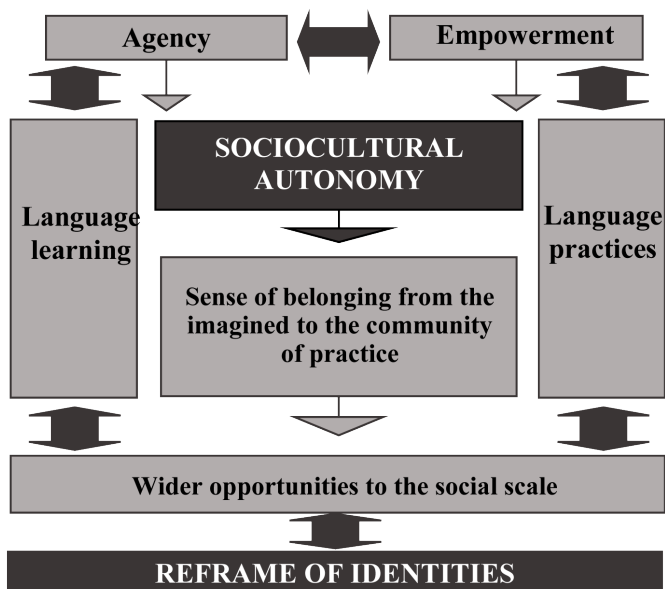 Agency
Empowerment
SOCIOCULTURAL
AUTONOMY
Language
learning
Language
practices
Sense of belonging from the
imagined to the community
of practice
Wider opportunities to the social scale
REFRAME OF IDENTITIES